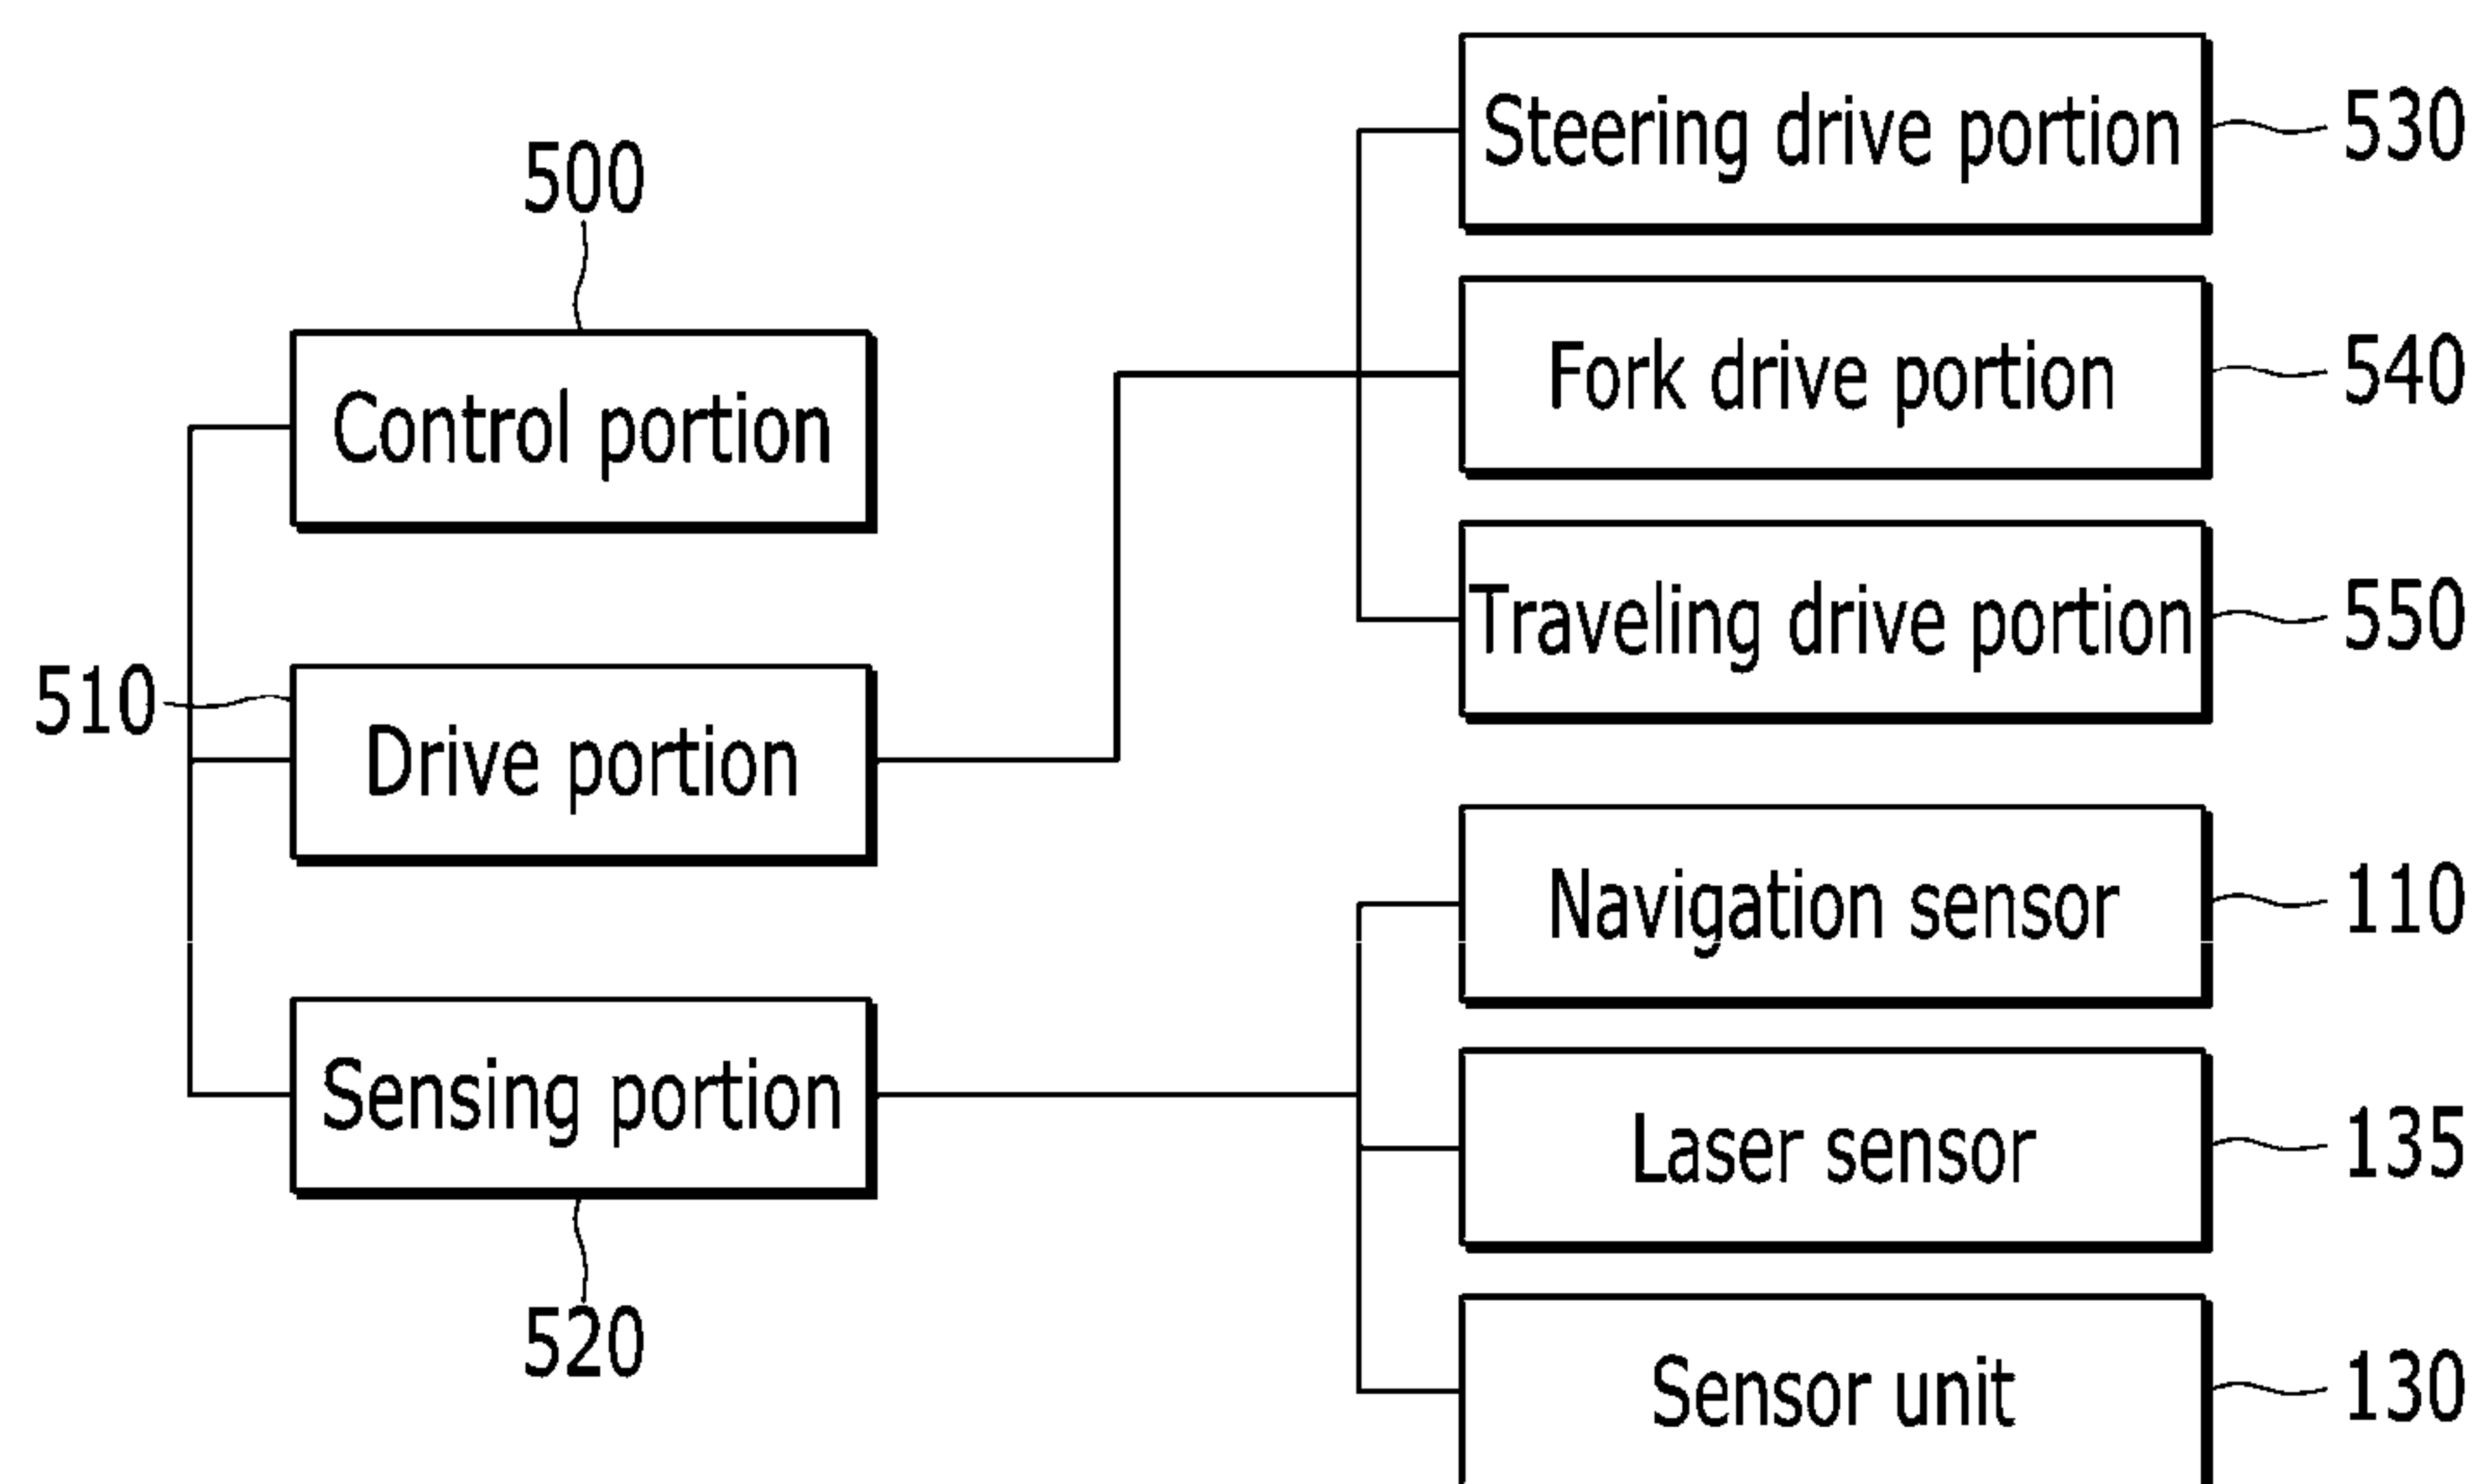 500
Control portion
510
Drive portion
Sensing portion
520
Steering drive portion
530
Fork drive portion
540
Traveling drive portion
550
Navigation sensor
110
Laser sensor
135
Sensor unit
130